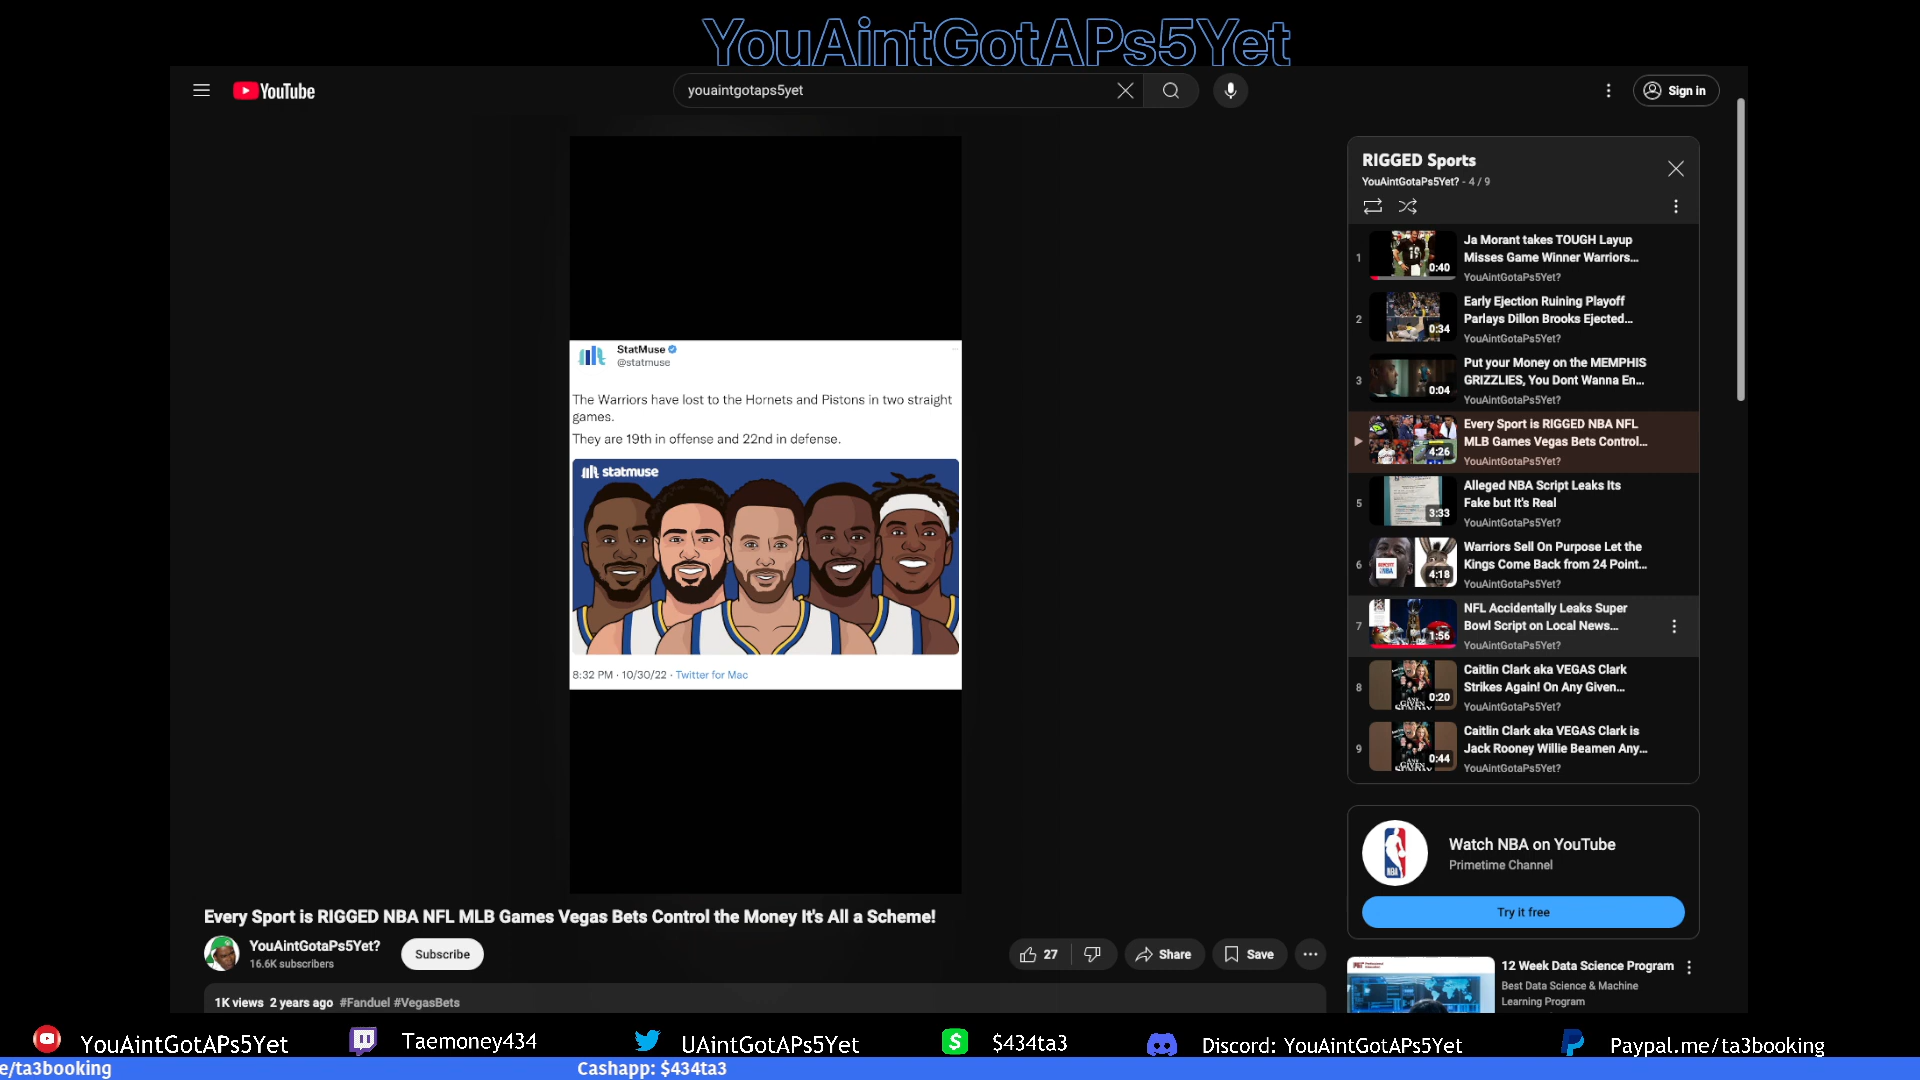 YouAintGotAPs5Yet
YouTube
youaintgotaps5yet
Sign in
StatMuse
@statmuse
The Warriors have lost to the Hornets and Pistons in two straight
games.
They are 19th in offense and 22nd in defense.
statmuse
8:32 PM · 10/30/22 · Twitter for Mac
Every Sport is RIGGED NBA NFL MLB Games Vegas Bets Control the Money It's All a Scheme!
YouAintGotaPs5Yet?
16.6K subscribers
Subscribe
27
Share
Save
1K views 2 years ago #Fanduel #VegasBets
RIGGED Sports
YouAintGotaPs5Yet? - 4 / 9
1
0:40
Ja Morant takes TOUGH Layup
Misses Game Winner Warriors...
YouAintGotaPs5Yet?
2
0:34
Early Ejection Ruining Playoff
Parlays Dillon Brooks Ejected...
YouAintGotaPs5Yet?
3
0:04
Put your Money on the MEMPHIS
GRIZZLIES, You Dont Wanna En...
YouAintGotaPs5Yet?
4:26
Every Sport is RIGGED NBA NFL
MLB Games Vegas Bets Control...
YouAintGotaPs5Yet?
5
3:33
Alleged NBA Script Leaks Its
Fake but It's Real
YouAintGotaPs5Yet?
6
4:18
Warriors Sell On Purpose Let the
Kings Come Back from 24 Point...
YouAintGotaPs5Yet?
7
1:56
NFL Accidentally Leaks Super
Bowl Script on Local News...
YouAintGotaPs5Yet?
8
0:20
Caitlin Clark aka VEGAS Clark
Strikes Again! On Any Given...
YouAintGotaPs5Yet?
9
0:44
Caitlin Clark aka VEGAS Clark is
Jack Rooney Willie Beamen Any...
YouAintGotaPs5Yet?
NBA
Watch NBA on YouTube
Primetime Channel
Try it free
12 Week Data Science Program
Best Data Science & Machine
Learning Program
YouAintGotAPs5Yet
Taemoney434
UAintGotAPs5Yet
$434ta3
Discord: YouAintGotAPs5Yet
Paypal.me/ta3booking
e/ta3booking
Cashapp: $434ta3